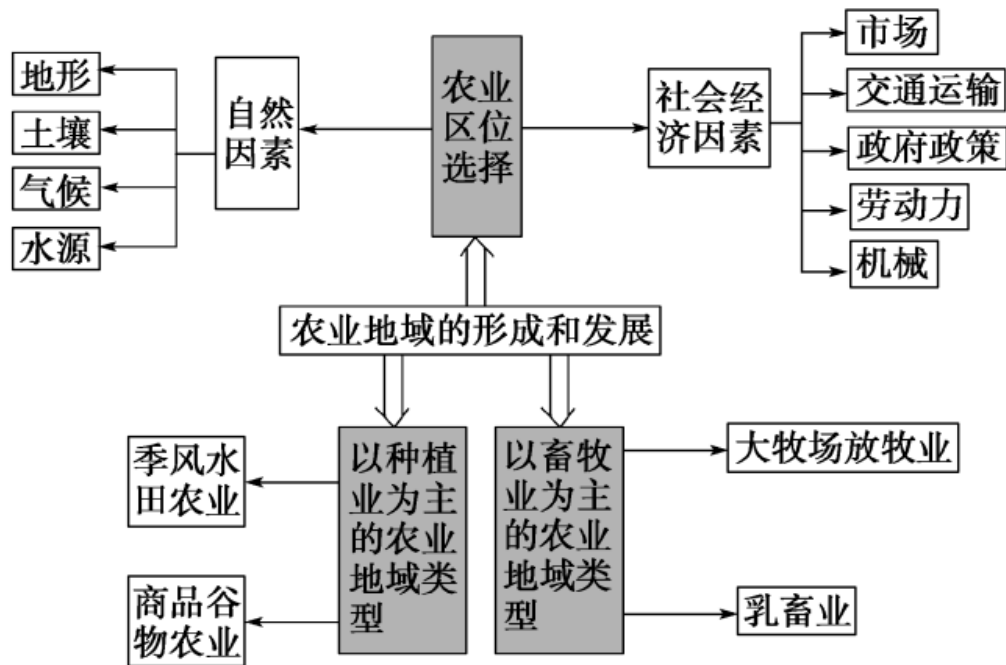 地形
土壤
气候
水源
自然
因素
农业
区位
选择
社会经
济因素
市场
交通运输
政府政策
劳动力
机械
农业地域的形成和发展
季风水
田农业
商品谷
物农业
以种植
业为主
的农业
地域类
型
以畜牧
业为主
的农业
地域类
型
大牧场放牧业
乳畜业